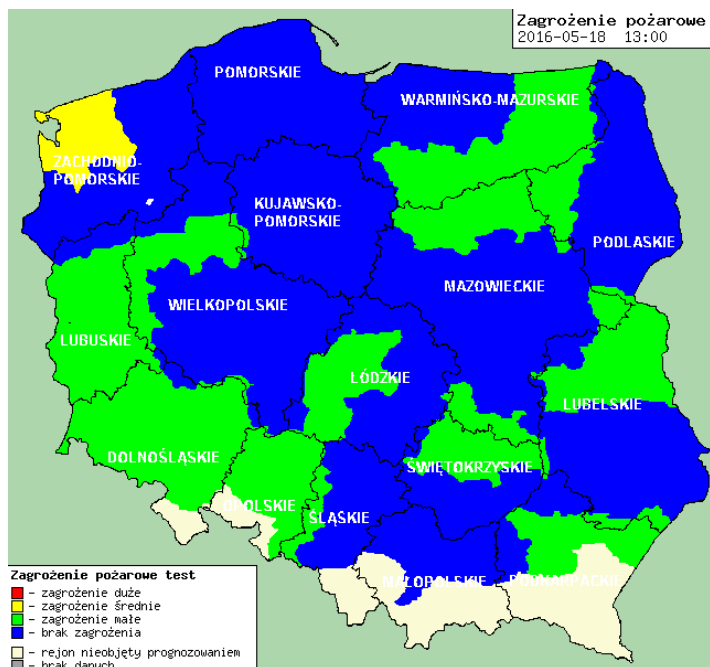 Zagrożenie pożarowe
2016-05-18 13:00
POMORSKIE
WARMIŃSKO-MAZURSKIE
ZACHODNIO-
POMORSKIE
KUJAWSKO-
POMORSKIE
PODLASKIE
MAZOWIECKIE
WIELKOPOLSKIE
LUBUSKIE
ŁÓDZKIE
LUBELSKIE
DOLNOŚLĄSKIE
ŚWIĘTOKRZYSKIE
OPOLSKIE
ŚLĄSKIE
MAŁOPOLSKIE
PODKARPACKIE
Zagrożenie pożarowe test
- zagrożenie duże
- zagrożenie średnie
- zagrożenie małe
- brak zagrożenia
- rejon nieobjęty prognozowaniem
- brak danych